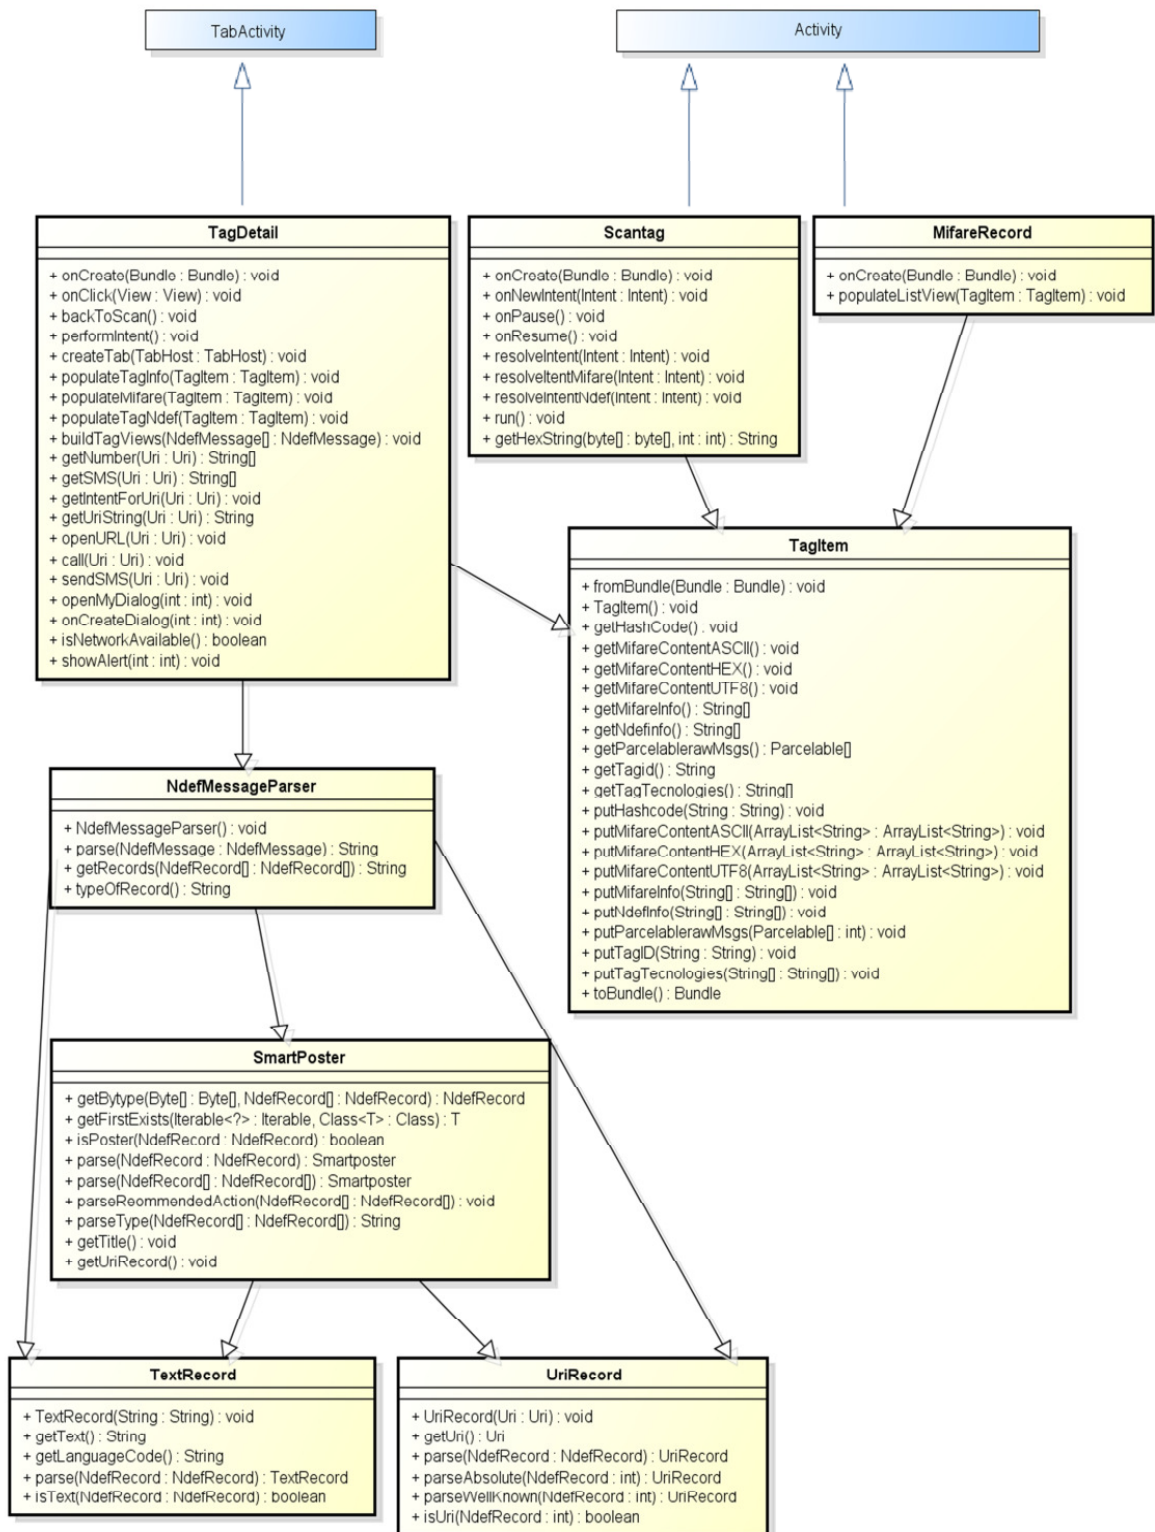 TabActivity
Activity
TagDetail
+ onCreate(Bundle : Bundle) : void
+ onClick(View : View) : void
+ backToScan() : void
+ performIntent() : void
+ createTab(TabHost : TabHost) : void
+ populateTagInfo(TagItem : TagItem) : void
+ populateMifare(TagItem : TagItem) : void
+ populateTagNdef(TagItem : TagItem) : void
+ buildTagViews(NdefMessage[] : NdefMessage) : void
+ getNumber(Uri : Uri) : String[]
+ getSMS(Uri : Uri) : String[]
+ getIntentForUri(Uri : Uri) : void
+ getUriString(Uri : Uri) : String
+ openURL(Uri : Uri) : void
+ call(Uri : Uri) : void
+ sendSMS(Uri : Uri) : void
+ openMyDialog(int : int) : void
+ onCreateDialog(int : int) : void
+ isNetworkAvailable() : boolean
+ showAlert(int : int) : void
Scantag
+ onCreate(Bundle : Bundle) : void
+ onNewIntent(Intent : Intent) : void
+ onPause() : void
+ onResume() : void
+ resolveIntent(Intent : Intent) : void
+ resolveItentMifare(Intent : Intent) : void
+ resolveIntentNdef(Intent : Intent) : void
+ run() : void
+ getHexString(byte[] : byte[], int : int) : String
MifareRecord
+ onCreate(Bundle : Bundle) : void
+ populateListView(TagItem : TagItem) : void
TagItem
+ fromBundle(Bundle : Bundle) : void
+ TagItem() : void
+ getHashCode() : void
+ getMifareContentASCII() : void
+ getMifareContentHEX() : void
+ getMifareContentUTF8() : void
+ getMifareInfo() : String[]
+ getNdefinfo() : String[]
+ getParcelablerawMsgs() : Parcelable[]
+ getTagid() : String
+ getTagTecnologies() : String[]
+ putHashcode(String : String) : void
+ putMifareContentASCII(ArrayList<String> : ArrayList<String>) : void
+ putMifareContentHEX(ArrayList<String> : ArrayList<String>) : void
+ putMifareContentUTF8(ArrayList<String> : ArrayList<String>) : void
+ putMifareInfo(String[] : String[]) : void
+ putNdefInfo(String[] : String[]) : void
+ putParcelablerawMsgs(Parcelable[] : int) : void
+ putTagID(String : String) : void
+ putTagTecnologies(String[] : String[]) : void
+ toBundle() : Bundle
NdefMessageParser
+ NdefMessageParser() : void
+ parse(NdefMessage : NdefMessage) : String
+ getRecords(NdefRecord[] : NdefRecord[]) : String
+ typeOfRecord() : String
SmartPoster
+ getBytype(Byte[] : Byte[], NdefRecord[] : NdefRecord) : NdefRecord
+ getFirstExists(Iterable<?> : Iterable, Class<T> : Class) : T
+ isPoster(NdefRecord : NdefRecord) : boolean
+ parse(NdefRecord : NdefRecord) : Smartposter
+ parse(NdefRecord[] : NdefRecord[]) : Smartposter
+ parseReommendedAction(NdefRecord[] : NdefRecord[]) : void
+ parseType(NdefRecord[] : NdefRecord[]) : String
+ getTitle() : void
+ getUriRecord() : void
TextRecord
+ TextRecord(String : String) : void
+ getText() : String
+ getLanguageCode() : String
+ parse(NdefRecord : NdefRecord) : TextRecord
+ isText(NdefRecord : NdefRecord) : boolean
UriRecord
+ UriRecord(Uri : Uri) : void
+ getUri() : Uri
+ parse(NdefRecord : NdefRecord) : UriRecord
+ parseAbsolute(NdefRecord : int) : UriRecord
+ parseWellKnown(NdefRecord : int) : UriRecord
+ isUri(NdefRecord : int) : boolean